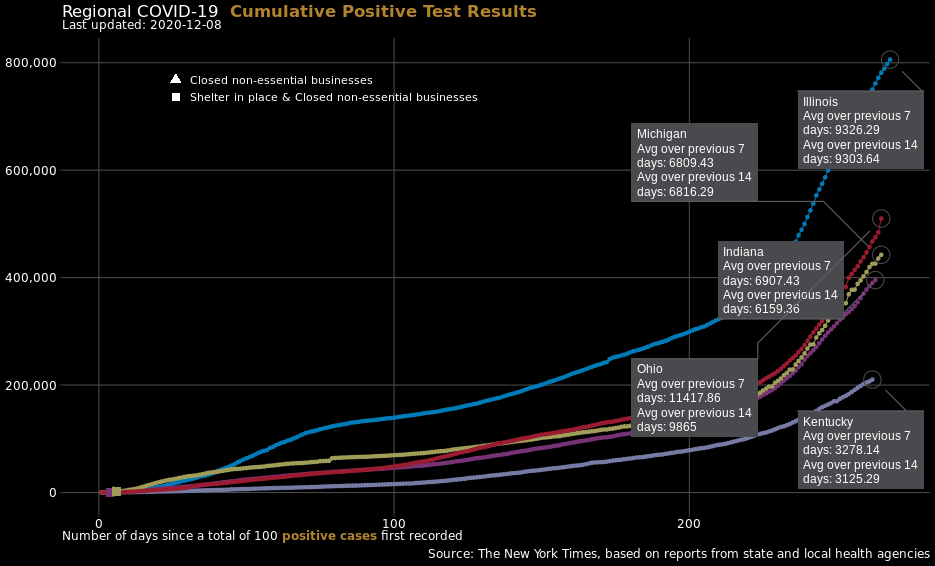 Regional COVID-19 Cumulative Positive Test Results
Last updated: 2020-12-08
800,000
600,000
400,000
200,000
0
Closed non-essential businesses
Shelter in place & Closed non-essential businesses
Illinois
Avg over previous 7
days: 9326.29
Avg over previous 14
days: 9303.64
Michigan
Avg over previous 7
days: 6809.43
Avg over previous 14
days: 6816.29
Indiana
Avg over previous 7
days: 6907.43
Avg over previous 14
days: 6159.36
Ohio
Avg over previous 7
days: 11417.86
Avg over previous 14
days: 9865
Kentucky
Avg over previous 7
days: 3278.14
Avg over previous 14
days: 3125.29
0 100 200
Number of days since a total of 100 positive cases first recorded
Source: The New York Times, based on reports from state and local health agencies